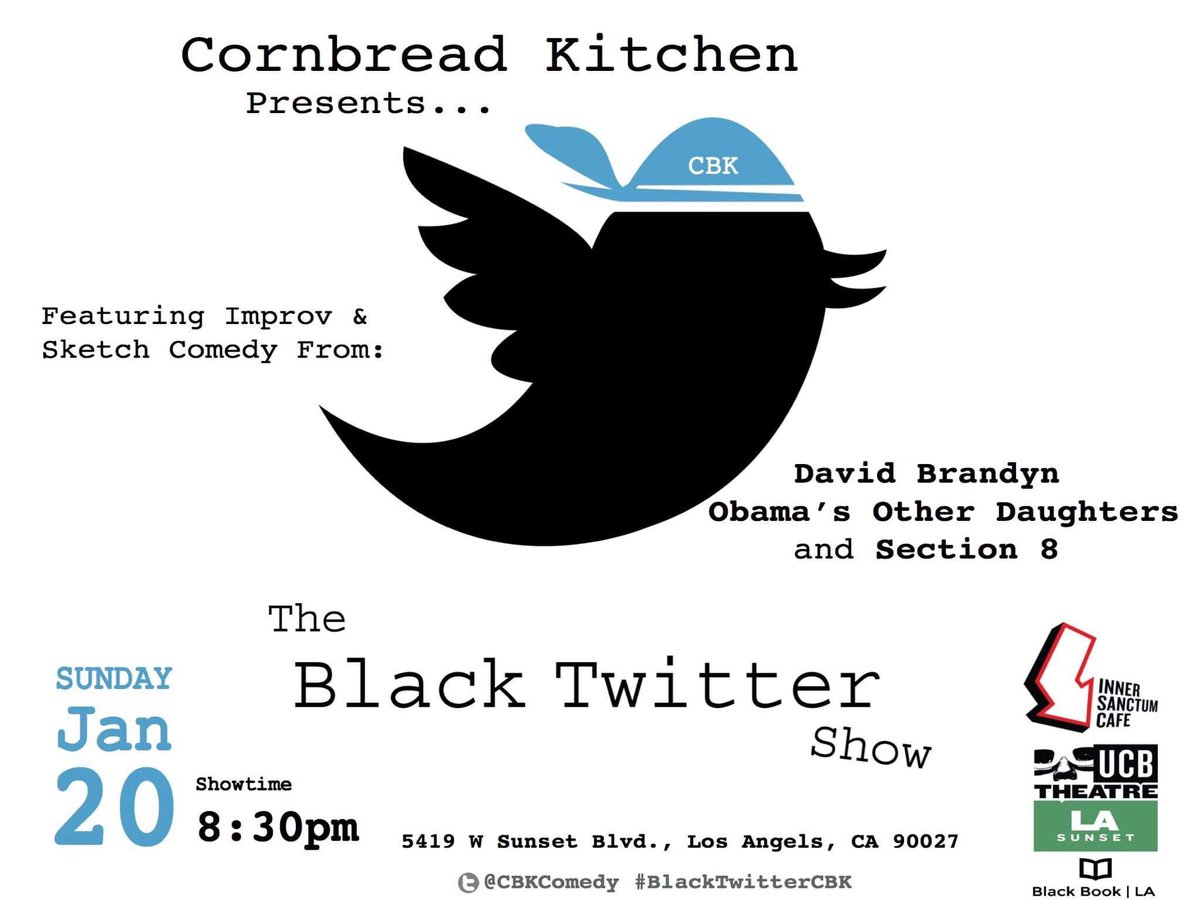 Cornbread Kitchen
Presents...
CBK
Featuring Improv &
Sketch Comedy From:
David Brandyn
Obama's Other Daughters
and Section 8
The
Black Twitter
Show
SUNDAY
Jan
20
Showtime
8:30pm
5419 W Sunset Blvd., Los Angels, CA 90027
@CBKComedy #BlackTwitterCBK
INNER
SANCTUM
CAFE
UCB
THEATRE
LA
SUNSET
Black Book | LA